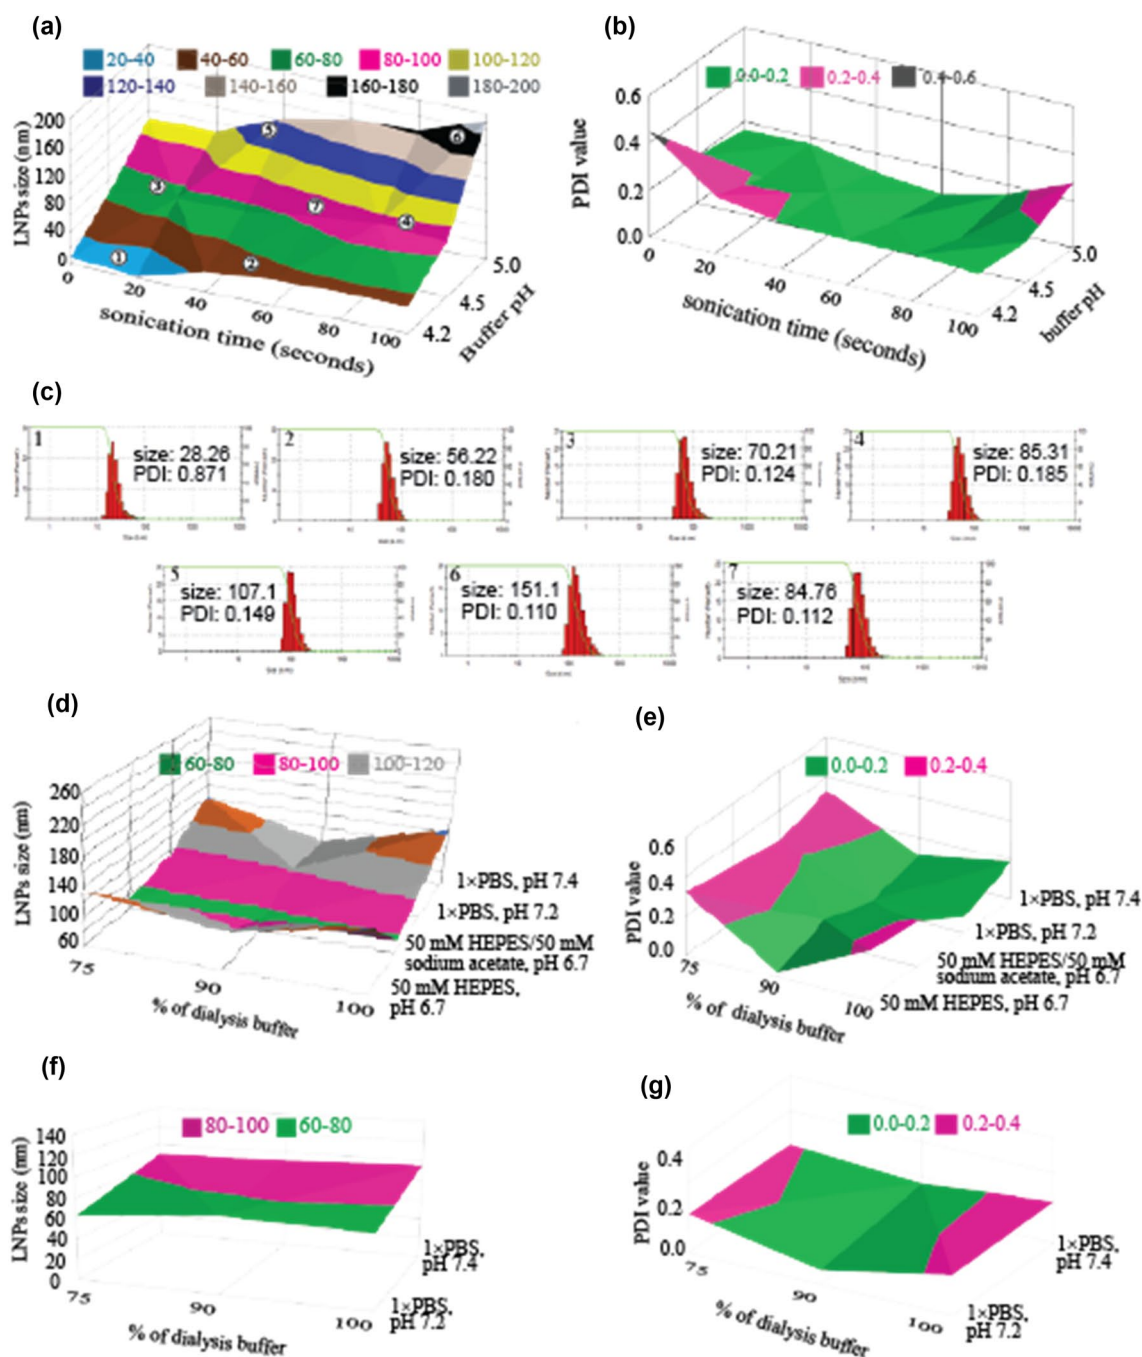 (a)
20-40 40-60 60-80 80-100 100-120
120-140 140-160 160-180 180-200
LNPs size (nm)
200
160
120
80
40
0
0 20 40 60 80 100
sonication time (seconds)
4.2 4.5 5.0
Buffer pH
① ② ③ ④ ⑤ ⑥ ⑦
(b)
0.0-0.2 0.2-0.4 0.4-0.6
PDI value
0.6
0.4
0.2
0.0
0 20 40 60 80 100
sonication time (seconds)
4.2 4.5 5.0
buffer pH
(c)
1
size: 28.26
PDI: 0.871
2
size: 56.22
PDI: 0.180
3
size: 70.21
PDI: 0.124
4
size: 85.31
PDI: 0.185
5
size: 107.1
PDI: 0.149
6
size: 151.1
PDI: 0.110
7
size: 84.76
PDI: 0.112
(d)
60-80 80-100 100-120
LNPs size (nm)
260
220
180
140
100
60
75 90 100
% of dialysis buffer
1×PBS, pH 7.4
1×PBS, pH 7.2
50 mM HEPES/50 mM
sodium acetate, pH 6.7
50 mM HEPES,
pH 6.7
(e)
0.0-0.2 0.2-0.4
PDI value
0.6
0.4
0.2
0.0
75 90 100
% of dialysis buffer
1×PBS, pH 7.4
1×PBS, pH 7.2
50 mM HEPES/50 mM
sodium acetate, pH 6.7
50 mM HEPES, pH 6.7
(f)
80-100 60-80
LNPs size (nm)
140
120
100
80
60
40
20
0
75 90 100
% of dialysis buffer
1×PBS,
pH 7.4
1×PBS,
pH 7.2
(g)
0.0-0.2 0.2-0.4
PDI value
0.4
0.2
0.0
75 90 100
% of dialysis buffer
1×PBS,
pH 7.4
1×PBS,
pH 7.2